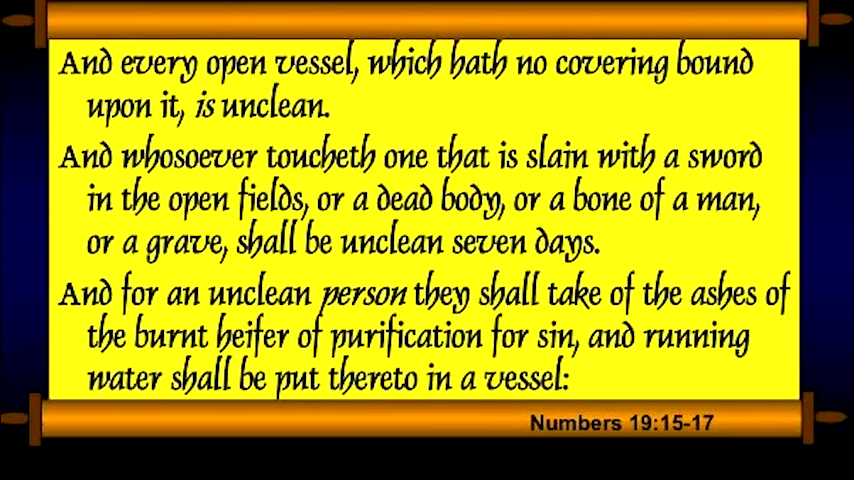 And every open vessel, which hath no covering bound
upon it, is unclean.
And whosoever toucheth one that is slain with a sword
in the open fields, or a dead body, or a bone of a man,
or a grave, shall be unclean seven days.
And for an unclean person they shall take of the ashes of
the burnt heifer of purification for sin, and running
water shall be put thereto in a vessel:
Numbers 19:15-17